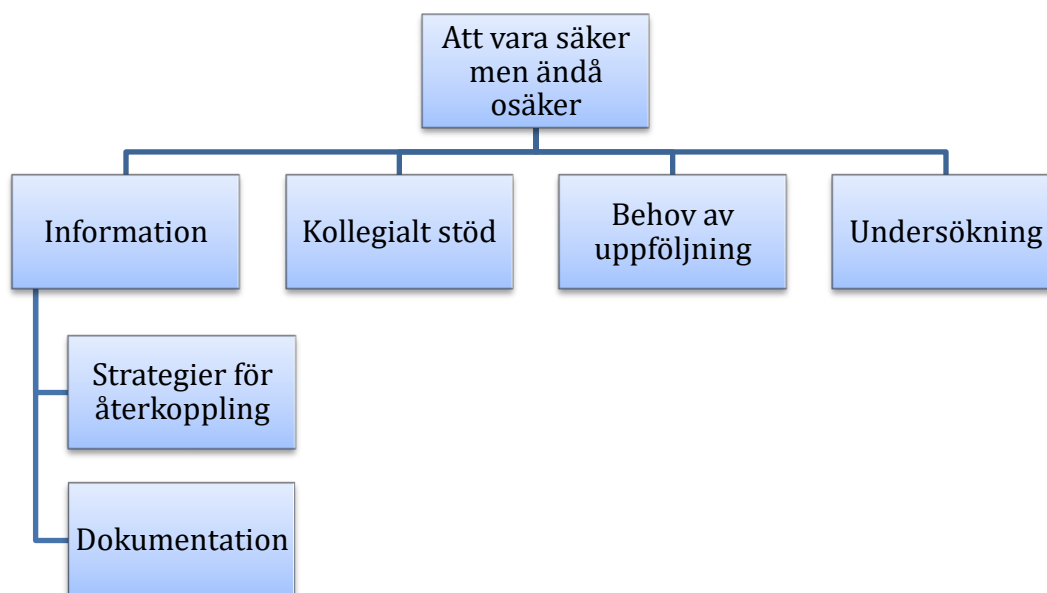 Att vara säker
men ändå
osäker
Information
Kollegialt stöd
Behov av
uppföljning
Undersökning
Strategier för
återkoppling
Dokumentation